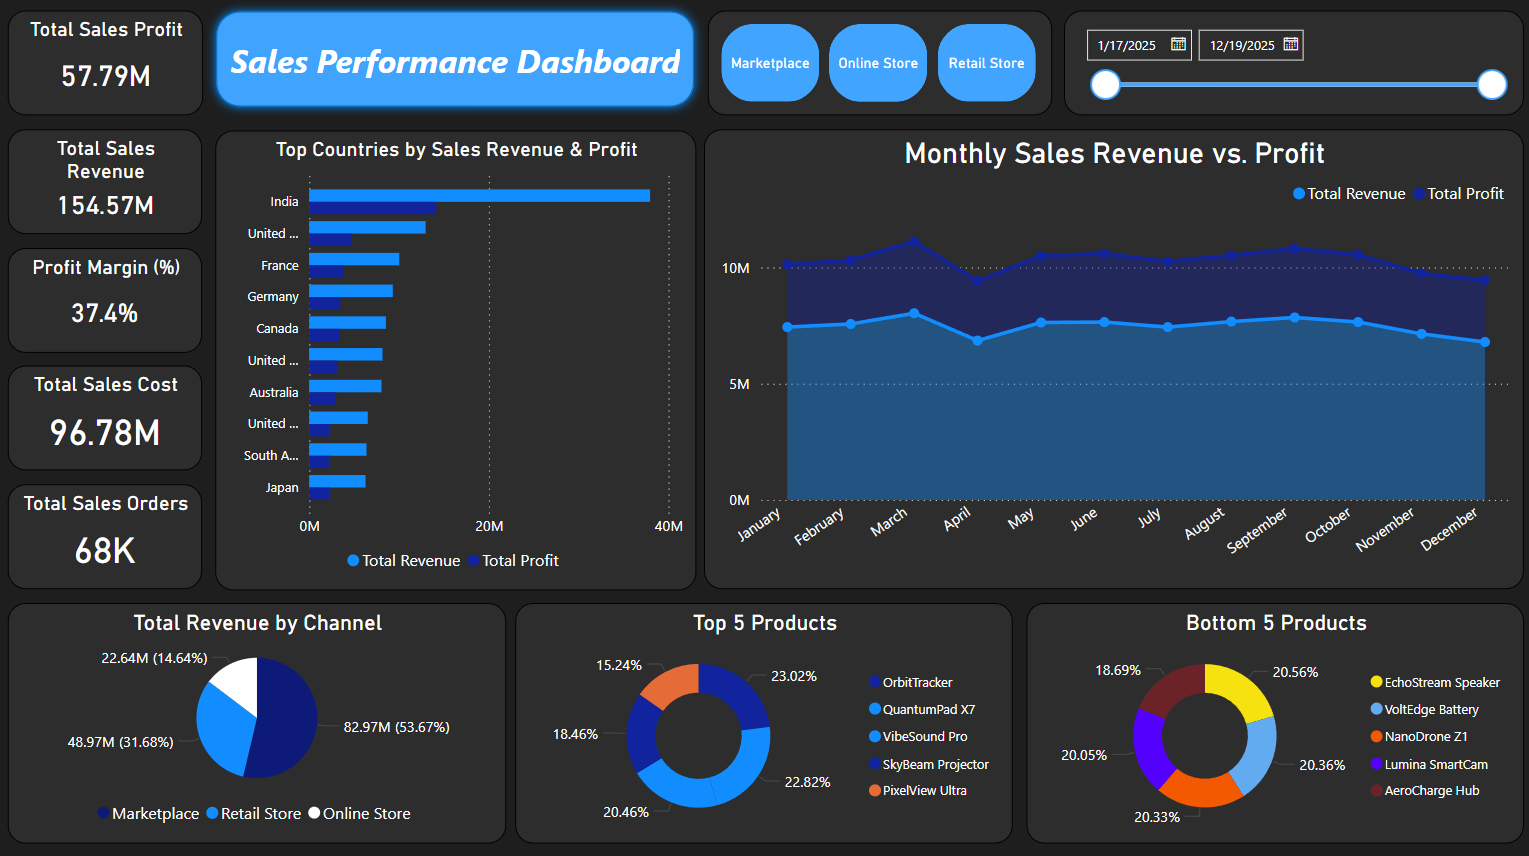 Total Sales Profit
57.79M
Sales Performance Dashboard
Marketplace
Online Store
Retail Store
1/17/2025
12/19/2025
Total Sales
Revenue
154.57M
Profit Margin (%)
37.4%
Total Sales Cost
96.78M
Total Sales Orders
68K
Top Countries by Sales Revenue & Profit
India
United ...
France
Germany
Canada
United ...
Australia
United ...
South A...
Japan
0M
20M
40M
Total Revenue
Total Profit
Monthly Sales Revenue vs. Profit
Total Revenue
Total Profit
10M
5M
0M
January
February
March
April
May
June
July
August
September
October
November
December
Total Revenue by Channel
22.64M (14.64%)
82.97M (53.67%)
48.97M (31.68%)
Marketplace
Retail Store
Online Store
Top 5 Products
15.24%
23.02%
18.46%
22.82%
20.46%
OrbitTracker
QuantumPad X7
VibeSound Pro
SkyBeam Projector
PixelView Ultra
Bottom 5 Products
18.69%
20.56%
20.05%
20.36%
20.33%
EchoStream Speaker
VoltEdge Battery
NanoDrone Z1
Lumina SmartCam
AeroCharge Hub